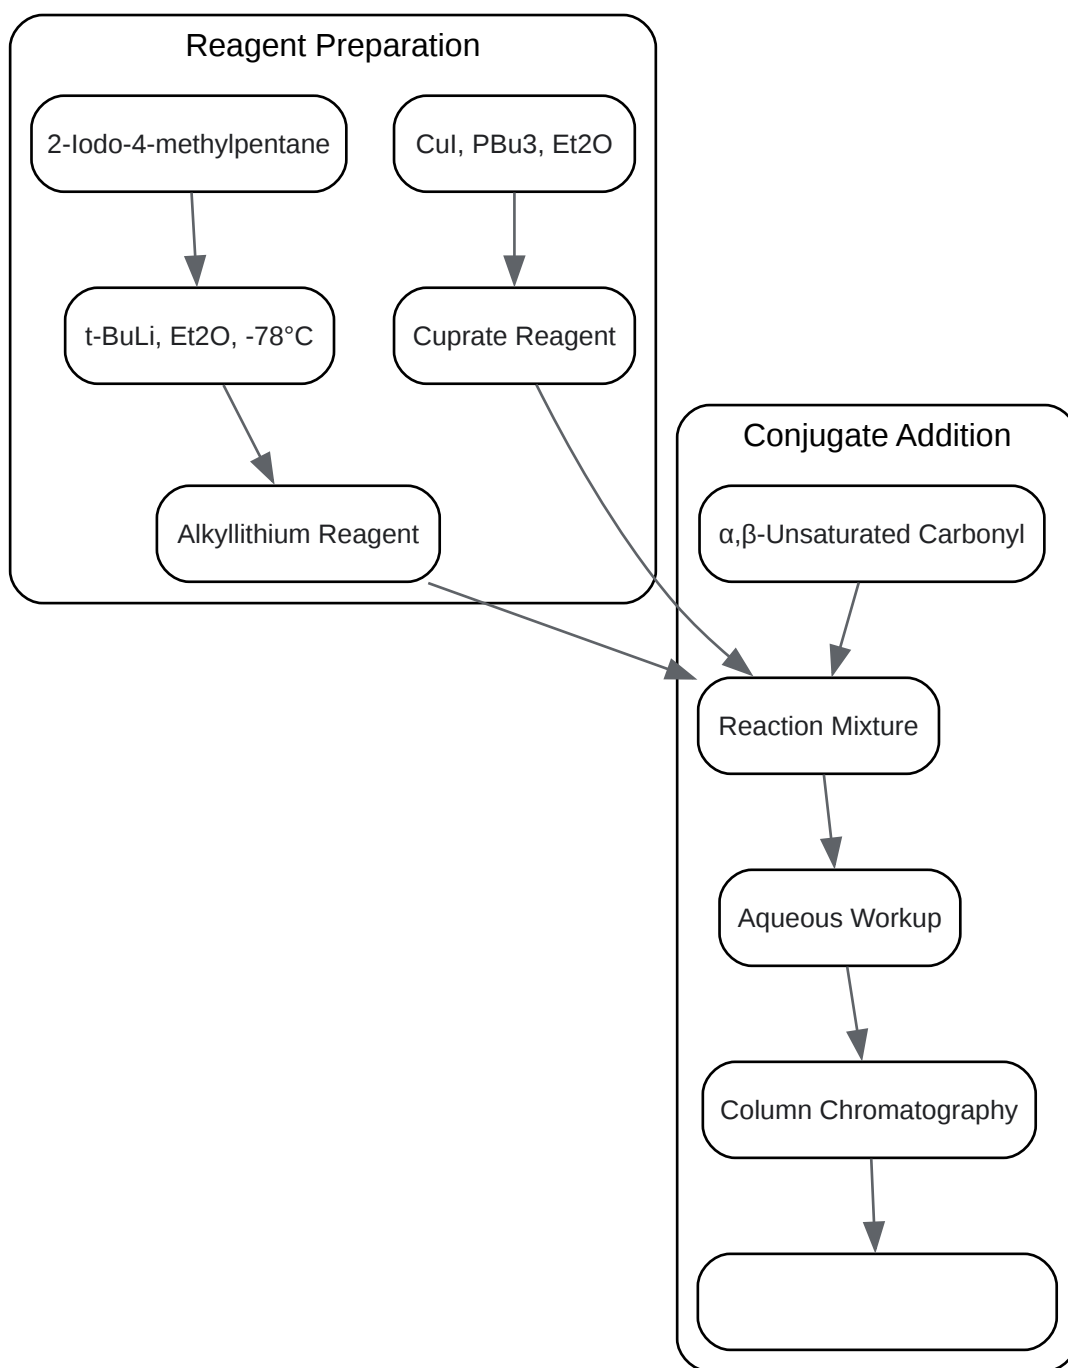 Reagent Preparation
2-Iodo-4-methylpentane
CuI, PBu3, Et2O
t-BuLi, Et2O, -78°C
Cuprate Reagent
Alkyllithium Reagent
Conjugate Addition
α,β-Unsaturated Carbonyl
Reaction Mixture
Aqueous Workup
Column Chromatography